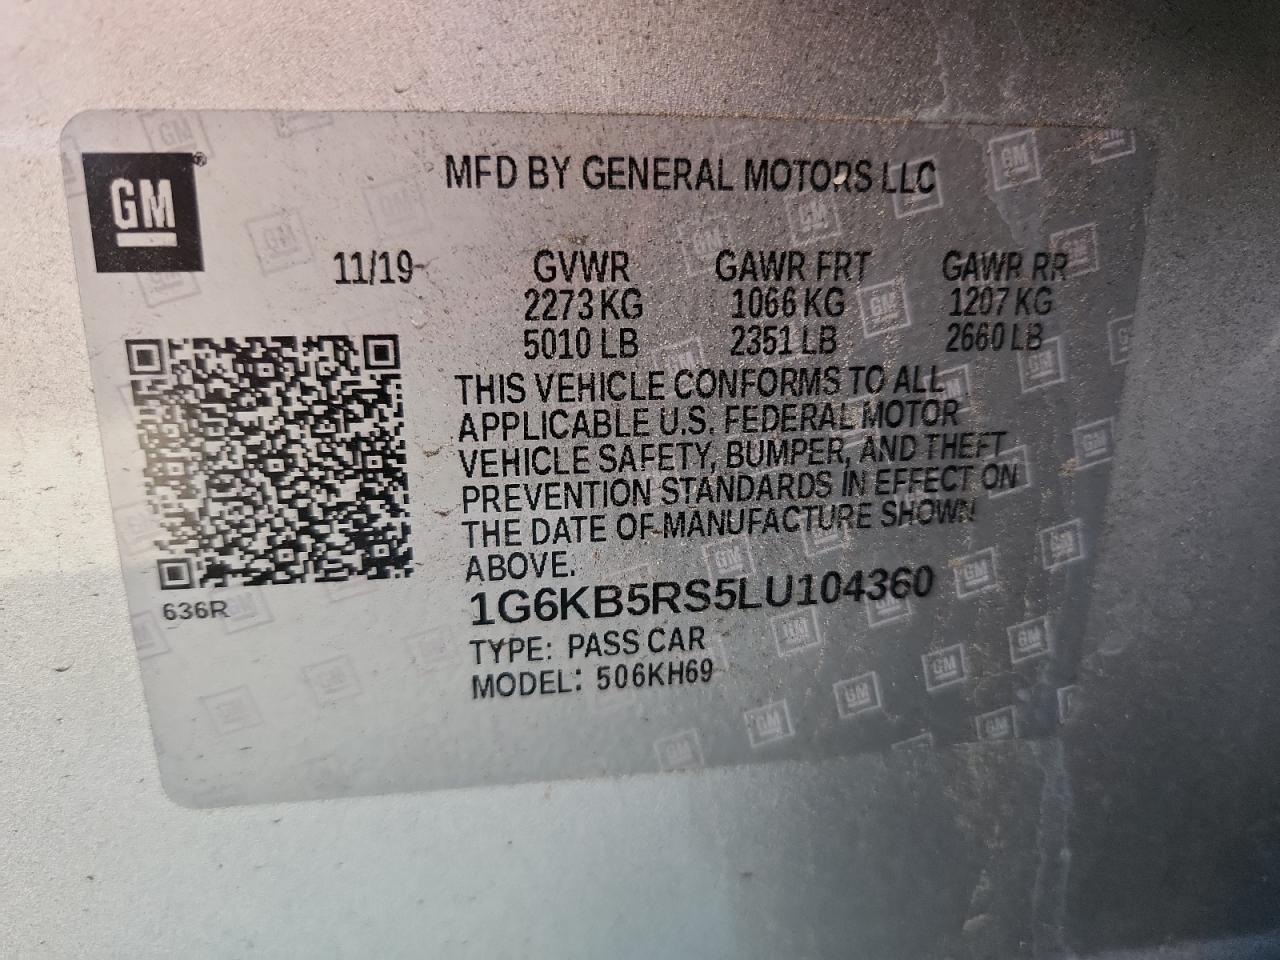 GM
MFD BY GENERAL MOTORS LLC
11/19
GVWR GAWR FRT GAWR RR
2273 KG 1066 KG 1207 KG
5010 LB 2351 LB 2660 LB
THIS VEHICLE CONFORMS TO ALL
APPLICABLE U.S. FEDERAL MOTOR
VEHICLE SAFETY, BUMPER, AND THEFT
PREVENTION STANDARDS IN EFFECT ON
THE DATE OF MANUFACTURE SHOWN
ABOVE.
636R
1G6KB5RS5LU104360
TYPE: PASS CAR
MODEL: 506KH69